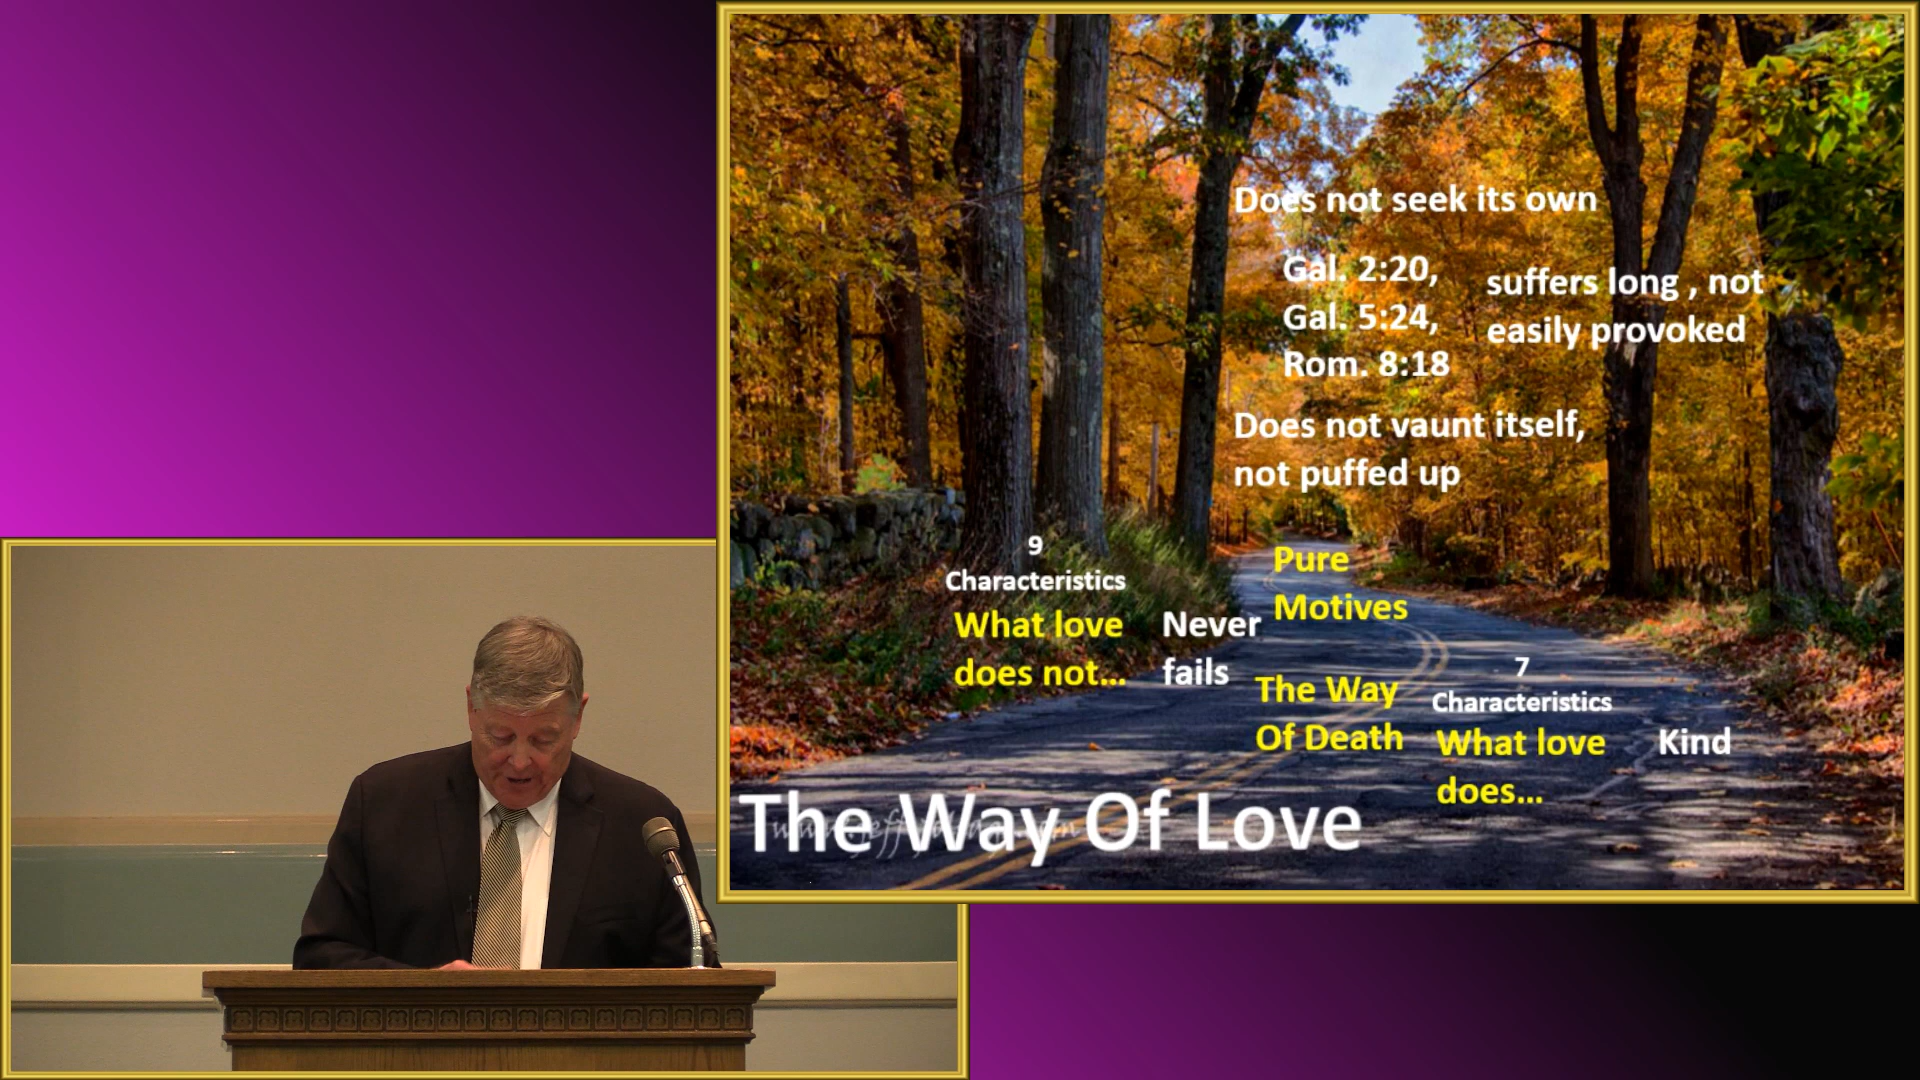 Does not seek its own
Gal. 2:20,
Gal. 5:24,
Rom. 8:18
suffers long , not
easily provoked
Does not vaunt itself,
not puffed up
9
Characteristics
What love
does not...
Never
fails
Pure
Motives
The Way
Of Death
7
Characteristics
What love
does...
Kind
The Way Of Love